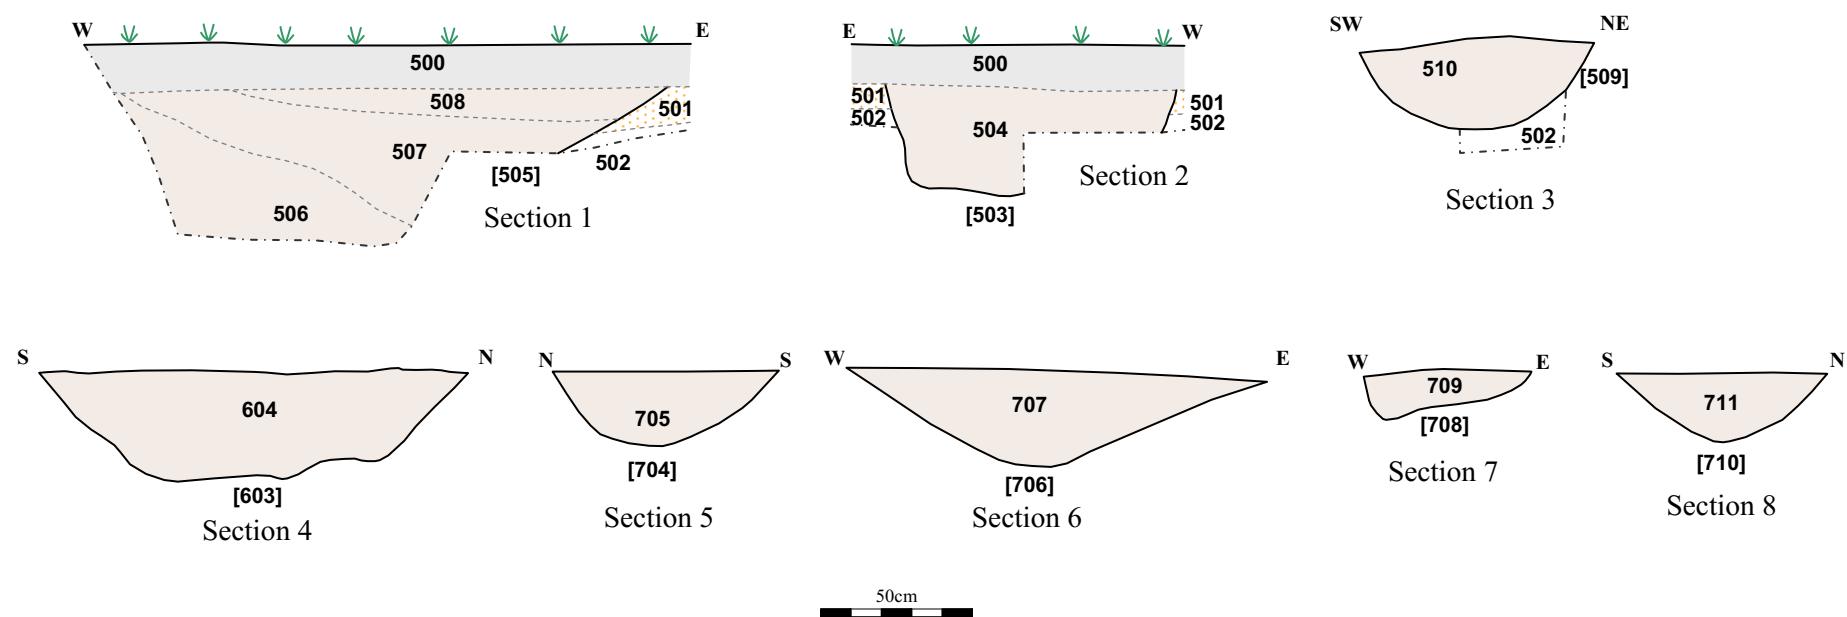 W E
500
508
501
507
502
[505]
506
Section 1
E W
500
501
501
502
502
504
Section 2
[503]
SW NE
510
[509]
502
Section 3
S N
604
[603]
Section 4
N S
705
[704]
Section 5
W E
707
[706]
Section 6
W E
709
[708]
Section 7
S N
711
[710]
Section 8
50cm